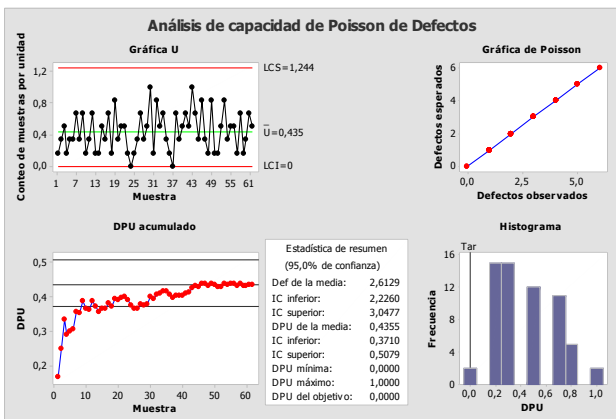 Análisis de capacidad de Poisson de Defectos
Gráfica U
Conteo de muestras por unidad
1,2
0,8
0,4
0,0
1 7 13 19 25 31 37 43 49 55 61
Muestra
LCS=1,244
_
U=0,435
LCI=0
Gráfica de Poisson
Defectos esperados
6
4
2
0
0,0 2,5 5,0
Defectos observados
DPU acumulado
DPU
0,5
0,4
0,3
0,2
0 10 20 30 40 50 60
Muestra
Estadística de resumen
(95,0% de confianza)
Def de la media: 2,6129
IC inferior: 2,2260
IC superior: 3,0477
DPU de la media: 0,4355
IC inferior: 0,3710
IC superior: 0,5079
DPU mínima: 0,0000
DPU máximo: 1,0000
DPU del objetivo: 0,0000
Histograma
Tar
Frecuencia
16
12
8
4
0
0,0 0,2 0,4 0,6 0,8 1,0
DPU